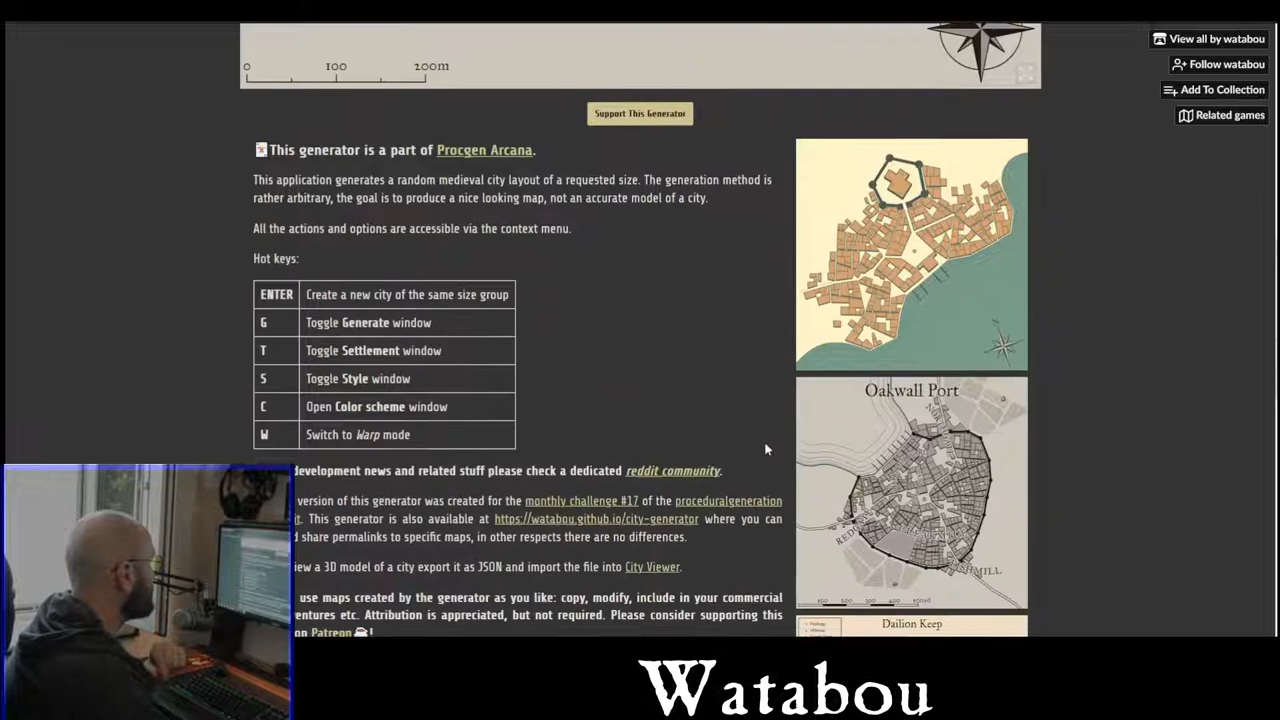 View all by watabou
Follow watabou
Add To Collection
Related games
0 100 200m
Support This Generator
This generator is a part of Procgen Arcana.
This application generates a random medieval city layout of a requested size. The generation method is
rather arbitrary, the goal is to produce a nice looking map, not an accurate model of a city.
All the actions and options are accessible via the context menu.
Hot keys:
ENTER Create a new city of the same size group
G Toggle Generate window
T Toggle Settlement window
S Toggle Style window
C Open Color scheme window
W Switch to Warp mode
development news and related stuff please check a dedicated reddit community.
version of this generator was created for the monthly challenge #17 of the proceduralgeneration
. This generator is also available at https://watabou.github.io/city-generator where you can
share permalinks to specific maps, in other respects there are no differences.
view a 3D model of a city export it as JSON and import the file into City Viewer.
use maps created by the generator as you like: copy, modify, include in your commercial
etc. Attribution is appreciated, but not required. Please consider supporting this
on Patreon!
Oakwall Port
Dailion Keep
Watabou